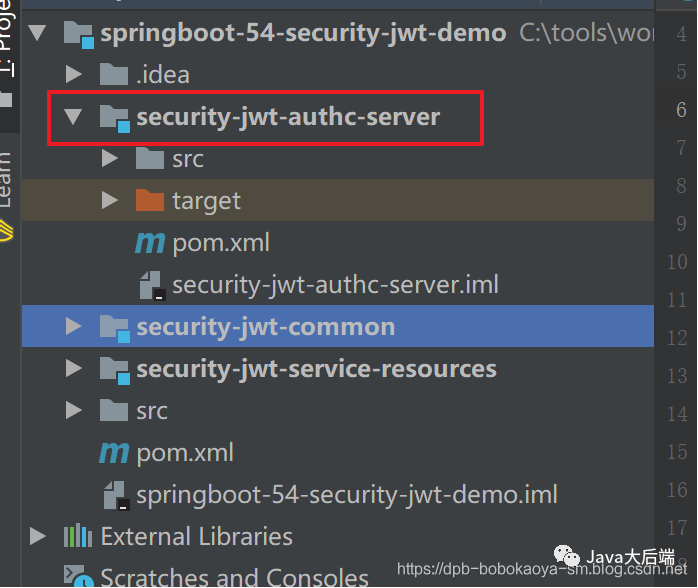 1: Proje
Learn
springboot-54-security-jwt-demo C:\tools\wor
.idea
security-jwt-authc-server
src
target
pom.xml
security-jwt-authc-server.iml
security-jwt-common
security-jwt-service-resources
src
pom.xml
springboot-54-security-jwt-demo.iml
External Libraries
Scratches and Consoles
4
5
6
7
8
9
10
11
12
13
14
15
16
17
Java大后端
https://dpb-bobokaoya-sm.blog.csdn.net